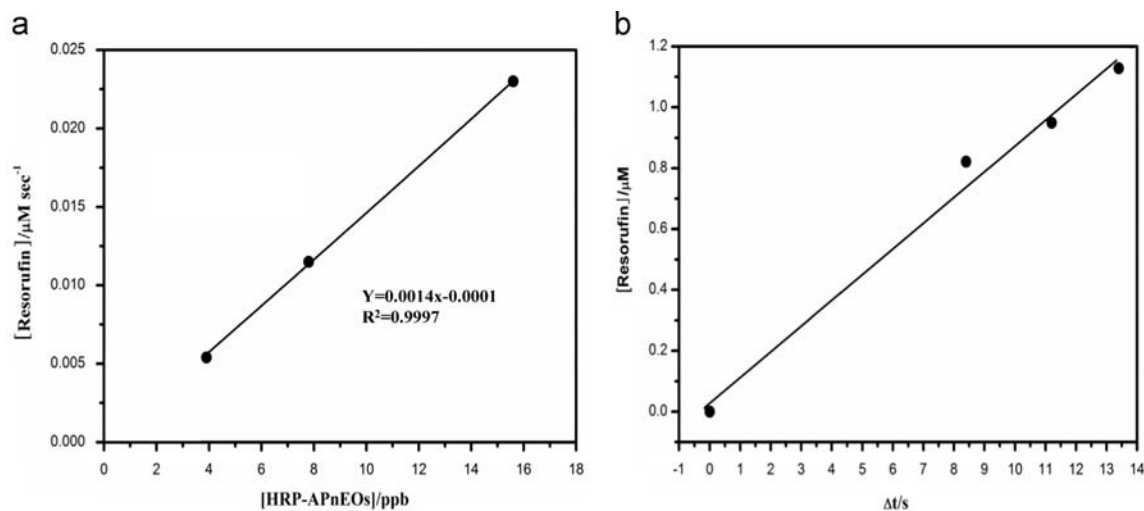 a
0.025
0.020
0.015
0.010
0.005
0.000
[Resorufin]/μM sec⁻¹
Y=0.0014x-0.0001
R²=0.9997
0 2 4 6 8 10 12 14 16 18
[HRP-APnEOs]/ppb
b
1.2
1.0
0.8
0.6
0.4
0.2
0.0
[Resorufin]/μM
-1 0 1 2 3 4 5 6 7 8 9 10 11 12 13 14
Δt/s